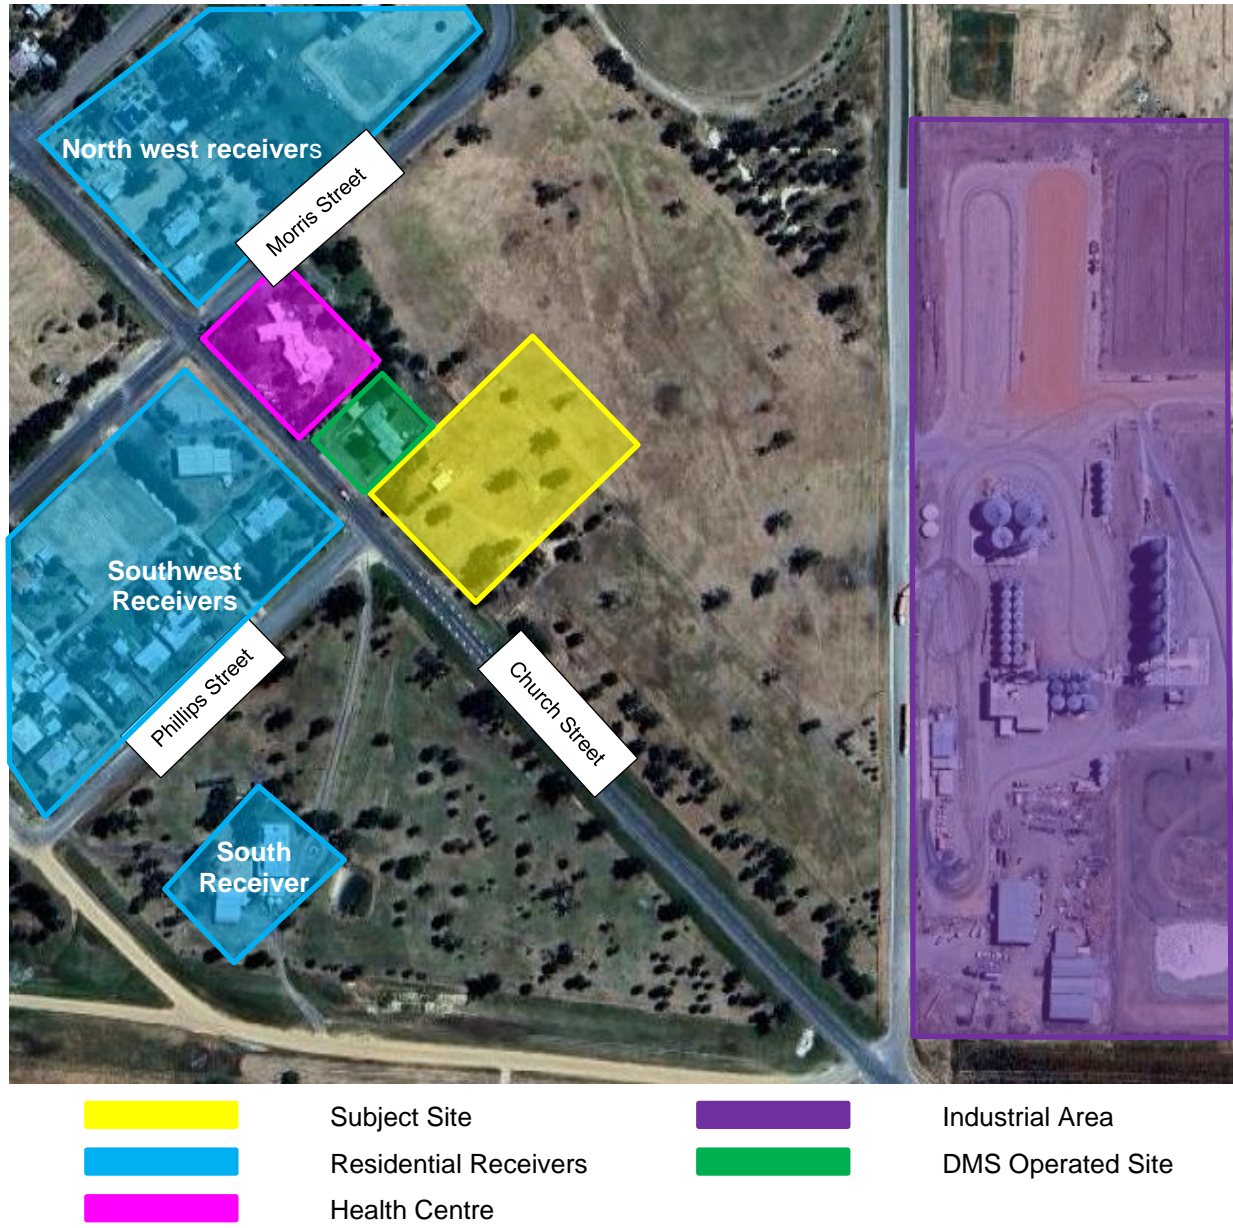 North west receivers
Morris Street
Southwest
Receivers
Phillips Street
Church Street
South
Receiver
Subject Site
Industrial Area
Residential Receivers
DMS Operated Site
Health Centre